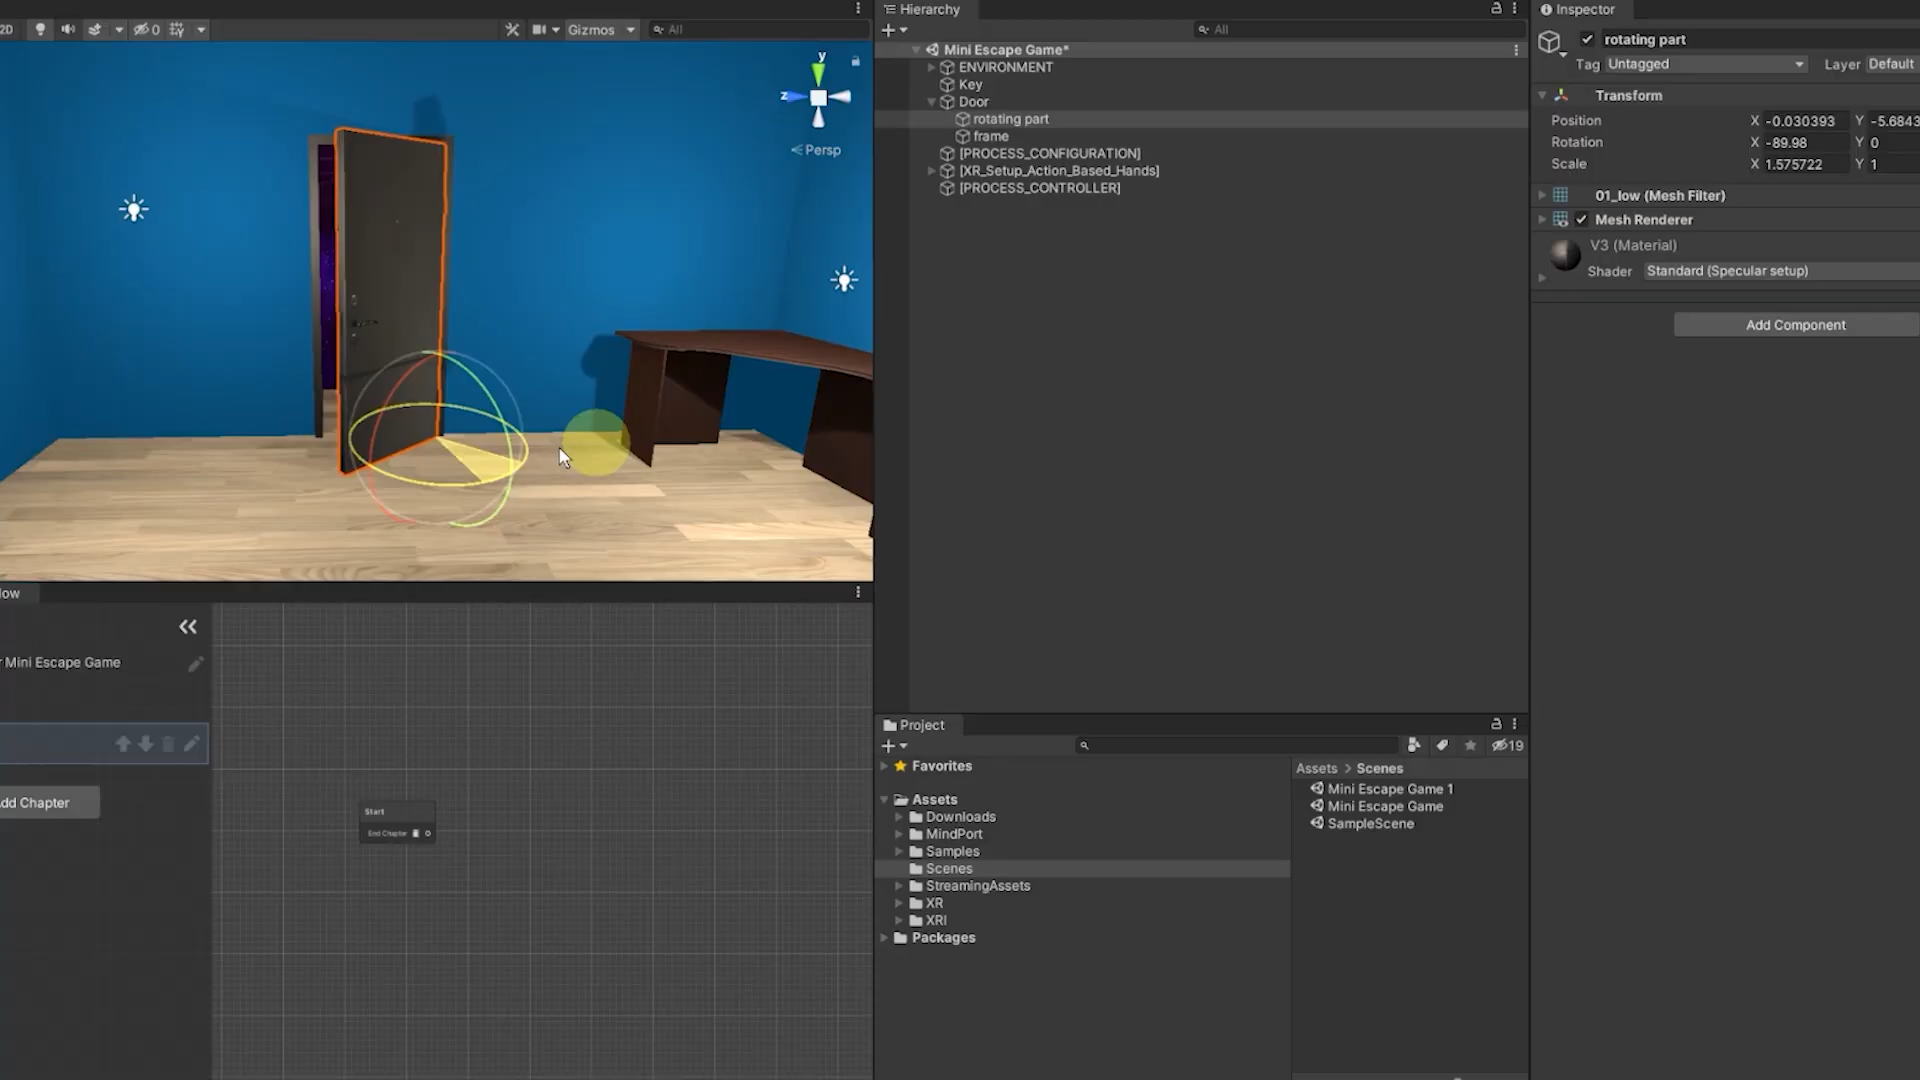 2D
0
Gizmos
All
y
z
Persp
low
r Mini Escape Game
dd Chapter
Start
End Chapter
Hierarchy
All
Mini Escape Game*
ENVIRONMENT
Key
Door
rotating part
frame
[PROCESS_CONFIGURATION]
[XR_Setup_Action_Based_Hands]
[PROCESS_CONTROLLER]
Project
19
Favorites
Assets
Downloads
MindPort
Samples
Scenes
StreamingAssets
XR
XRI
Packages
Assets > Scenes
Mini Escape Game 1
Mini Escape Game
SampleScene
Inspector
rotating part
Tag Untagged Layer Default
Transform
Position X -0.030393 Y -5.6843
Rotation X -89.98 Y 0
Scale X 1.575722 Y 1
01_low (Mesh Filter)
Mesh Renderer
V3 (Material)
Shader Standard (Specular setup)
Add Component